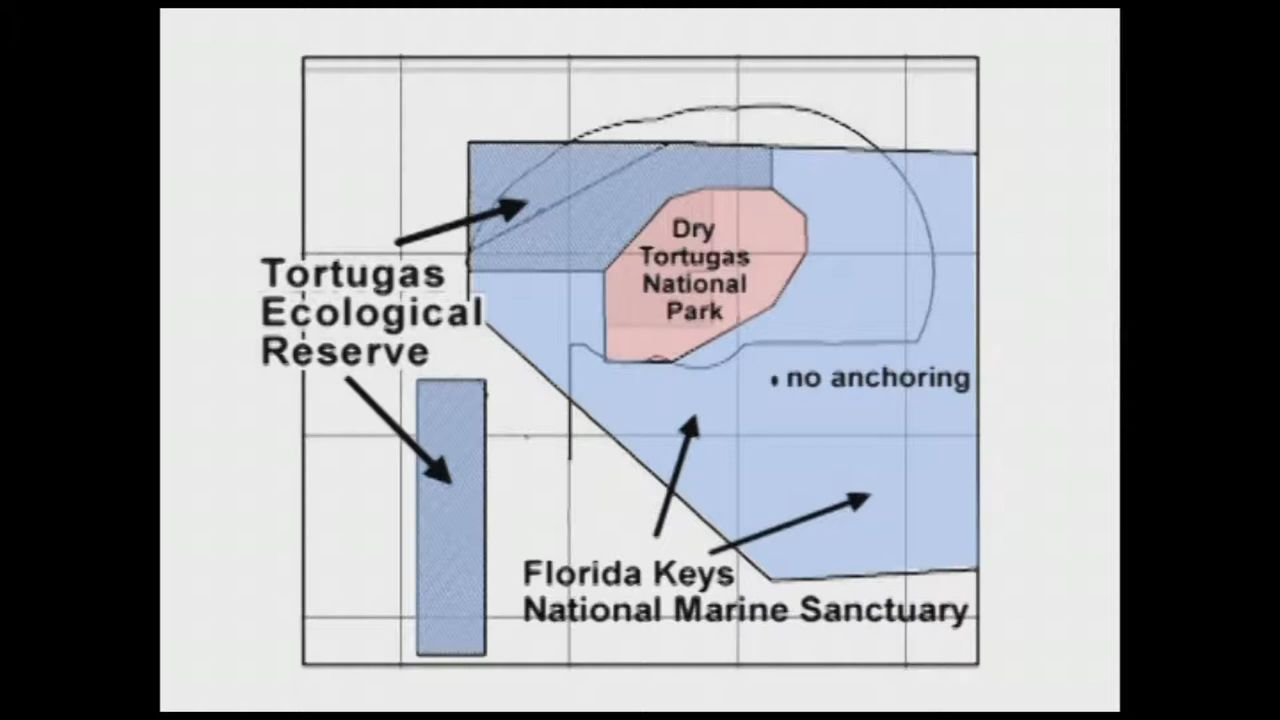 Dry
Tortugas
National
Park
Tortugas
Ecological
Reserve
no anchoring
Florida Keys
National Marine Sanctuary